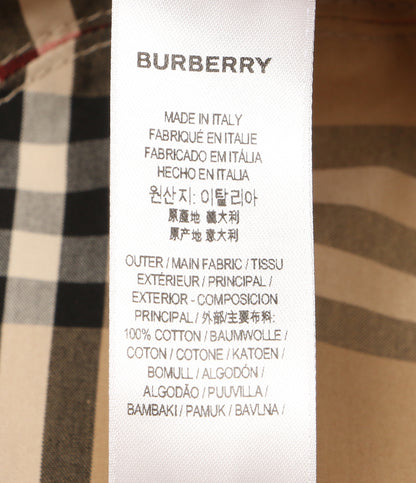 BURBERRY
MADE IN ITALY
FABRIQUÉ EN ITALIE
FABRICADO EM ITÁLIA
HECHO EN ITALIA
원산지: 이탈리아
原產地 義大利
原产地 意大利
OUTER / MAIN FABRIC / TISSU
EXTÉRIEUR / PRINCIPAL /
EXTERIOR - COMPOSICION
PRINCIPAL / 外部/主要布料:
100% COTTON / BAUMWOLLE /
COTON / COTONE / KATOEN /
BOMULL / ALGODÓN /
ALGODÃO / PUUVILLA /
BAMBAKI / PAMUK / BAVLNA /